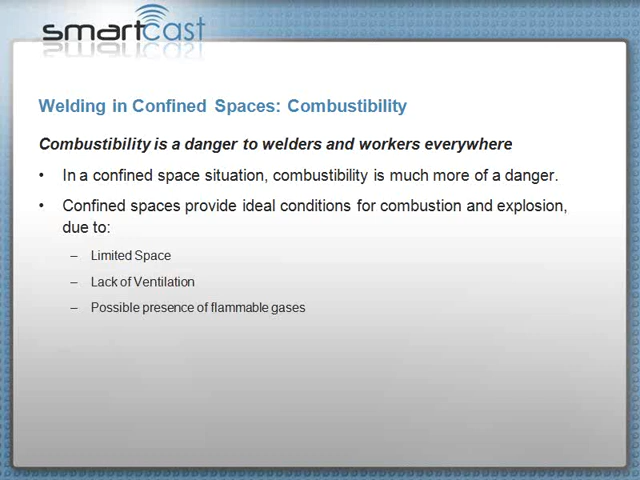 smartcast
Welding in Confined Spaces: Combustibility
Combustibility is a danger to welders and workers everywhere
• In a confined space situation, combustibility is much more of a danger.
• Confined spaces provide ideal conditions for combustion and explosion,
due to:
– Limited Space
– Lack of Ventilation
– Possible presence of flammable gases